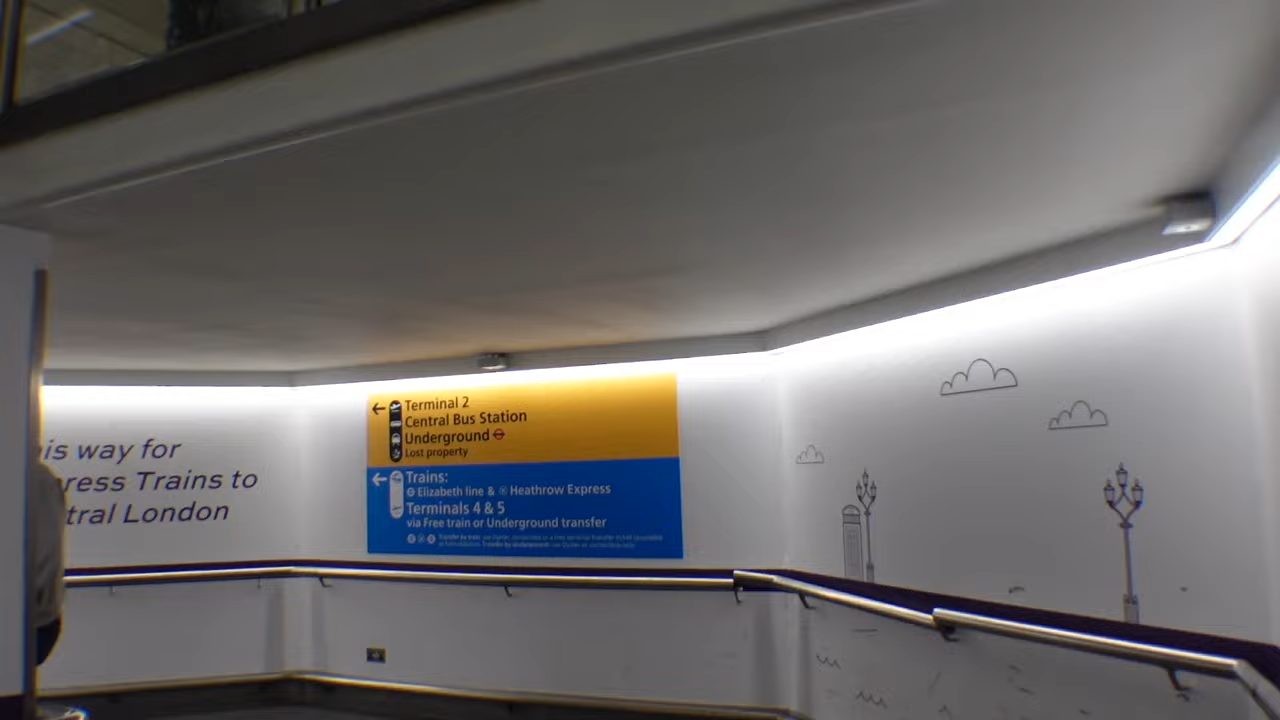 is way for
ress Trains to
tral London
Terminal 2
Central Bus Station
Underground
Lost property
Trains:
Elizabeth line & Heathrow Express
Terminals 4 & 5
via Free train or Underground transfer